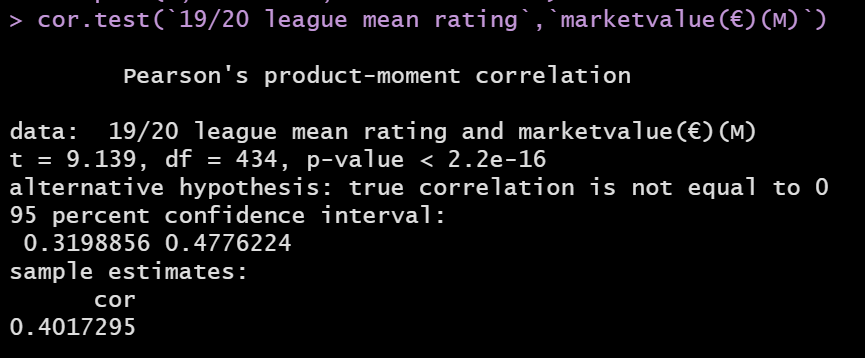 > cor.test(`19/20 league mean rating`,`marketvalue(€)(M)`)
Pearson's product-moment correlation
data:  19/20 league mean rating and marketvalue(€)(M)
t = 9.139, df = 434, p-value < 2.2e-16
alternative hypothesis: true correlation is not equal to 0
95 percent confidence interval:
0.3198856 0.4776224
sample estimates:
cor
0.4017295